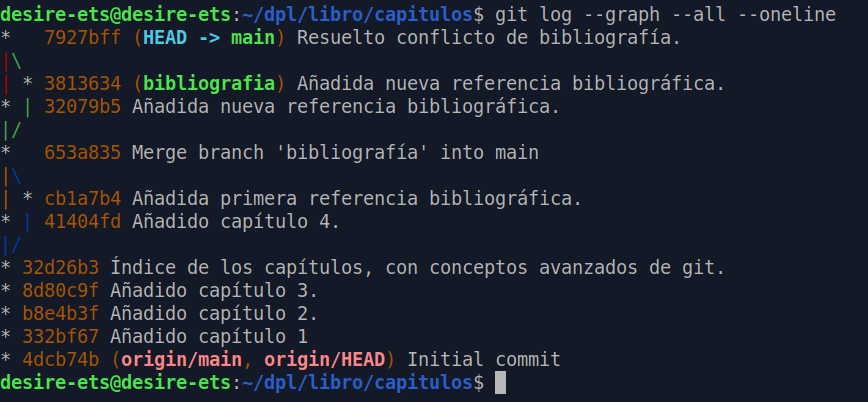 desire-ets@desire-ets:~/dpl/libro/capitulos$ git log --graph --all --oneline
*   7927bff (HEAD -> main) Resuelto conflicto de bibliografía.
|\
| * 3813634 (bibliografia) Añadida nueva referencia bibliográfica.
* | 32079b5 Añadida nueva referencia bibliográfica.
|/
*   653a835 Merge branch 'bibliografía' into main
|\
| * cb1a7b4 Añadida primera referencia bibliográfica.
* | 41404fd Añadido capítulo 4.
|/
* 32d26b3 Índice de los capítulos, con conceptos avanzados de git.
* 8d80c9f Añadido capítulo 3.
* b8e4b3f Añadido capítulo 2.
* 332bf67 Añadido capítulo 1
* 4dcb74b (origin/main, origin/HEAD) Initial commit
desire-ets@desire-ets:~/dpl/libro/capitulos$